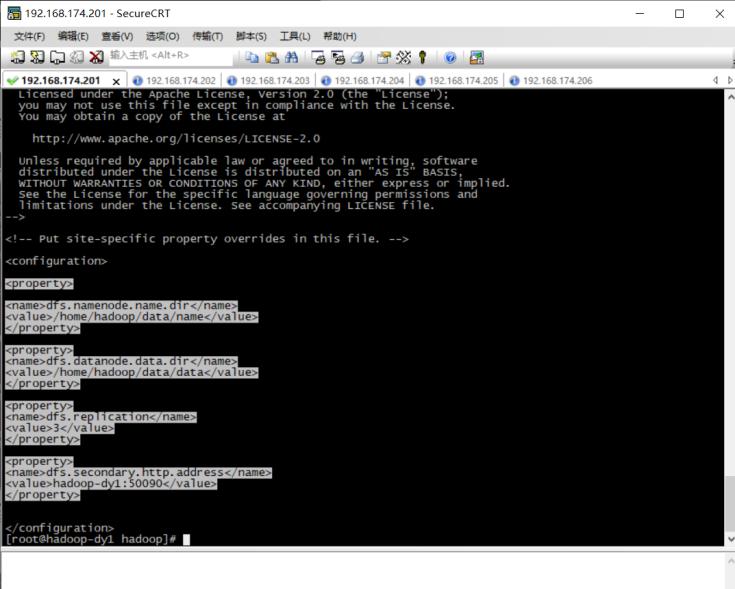 192.168.174.201 - SecureCRT
文件(F) 编辑(E) 查看(V) 选项(O) 传输(T) 脚本(S) 工具(L) 帮助(H)
输入主机 <Alt+R>
192.168.174.201 x 192.168.174.202 192.168.174.203 192.168.174.204 192.168.174.205 192.168.174.206
Licensed under the Apache License, Version 2.0 (the "License");
you may not use this file except in compliance with the License.
You may obtain a copy of the License at
http://www.apache.org/licenses/LICENSE-2.0
Unless required by applicable law or agreed to in writing, software
distributed under the License is distributed on an "AS IS" BASIS,
WITHOUT WARRANTIES OR CONDITIONS OF ANY KIND, either express or implied.
See the License for the specific language governing permissions and
limitations under the License. See accompanying LICENSE file.
-->
<!-- Put site-specific property overrides in this file. -->
<configuration>
<property>
<name>dfs.namenode.name.dir</name>
<value>/home/hadoop/data/name</value>
</property>
<property>
<name>dfs.datanode.data.dir</name>
<value>/home/hadoop/data/data</value>
</property>
<property>
<name>dfs.replication</name>
<value>3</value>
</property>
<property>
<name>dfs.secondary.http.address</name>
<value>hadoop-dy1:50090</value>
</property>
</configuration>
[root@hadoop-dy1 hadoop]#